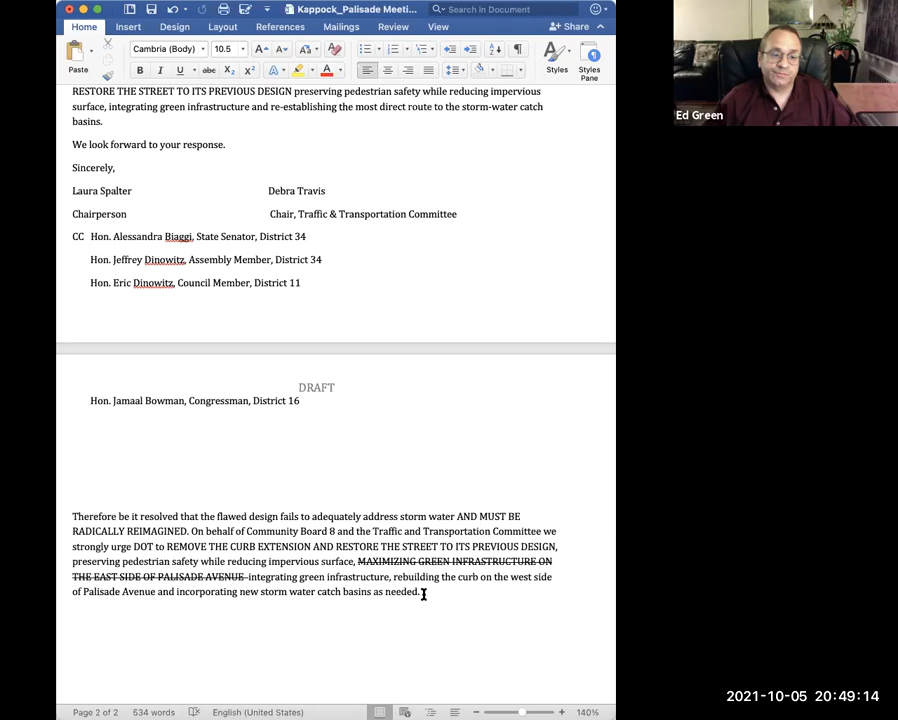 Kappock_Palisade Meeti...
Search in Document
Home Insert Design Layout References Mailings Review View Share
Paste
Cambria (Body) 10.5
Styles
Styles Pane
RESTORE THE STREET TO ITS PREVIOUS DESIGN preserving pedestrian safety while reducing impervious
surface, integrating green infrastructure and re-establishing the most direct route to the storm-water catch
basins.
We look forward to your response.
Sincerely,
Laura Spalter Debra Travis
Chairperson Chair, Traffic & Transportation Committee
CC Hon. Alessandra Biaggi, State Senator, District 34
Hon. Jeffrey Dinowitz, Assembly Member, District 34
Hon. Eric Dinowitz, Council Member, District 11
DRAFT
Hon. Jamaal Bowman, Congressman, District 16
Therefore be it resolved that the flawed design fails to adequately address storm water AND MUST BE
RADICALLY REIMAGINED. On behalf of Community Board 8 and the Traffic and Transportation Committee we
strongly urge DOT to REMOVE THE CURB EXTENSION AND RESTORE THE STREET TO ITS PREVIOUS DESIGN,
preserving pedestrian safety while reducing impervious surface, MAXIMIZING GREEN INFRASTRUCTURE ON
THE EAST SIDE OF PALISADE AVENUE integrating green infrastructure, rebuilding the curb on the west side
of Palisade Avenue and incorporating new storm water catch basins as needed.
Page 2 of 2 534 words English (United States) 140%
Ed Green
2021-10-05 20:49:14